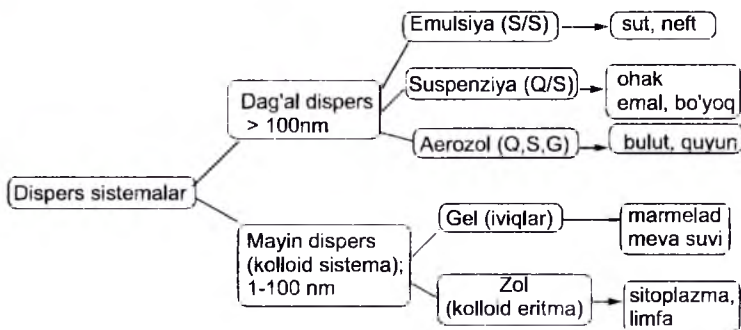 Dispers sistemalar
Dag'al dispers
> 100nm
Emulsiya (S/S)
sut, neft
Suspenziya (Q/S)
ohak
emal, bo'yoq
Aerozol (Q,S,G)
bulut, quyun
Mayin dispers
(kolloid sistema);
1-100 nm
Gel (iviqlar)
marmelad
meva suvi
Zol
(kolloid eritma)
sitoplazma,
limfa